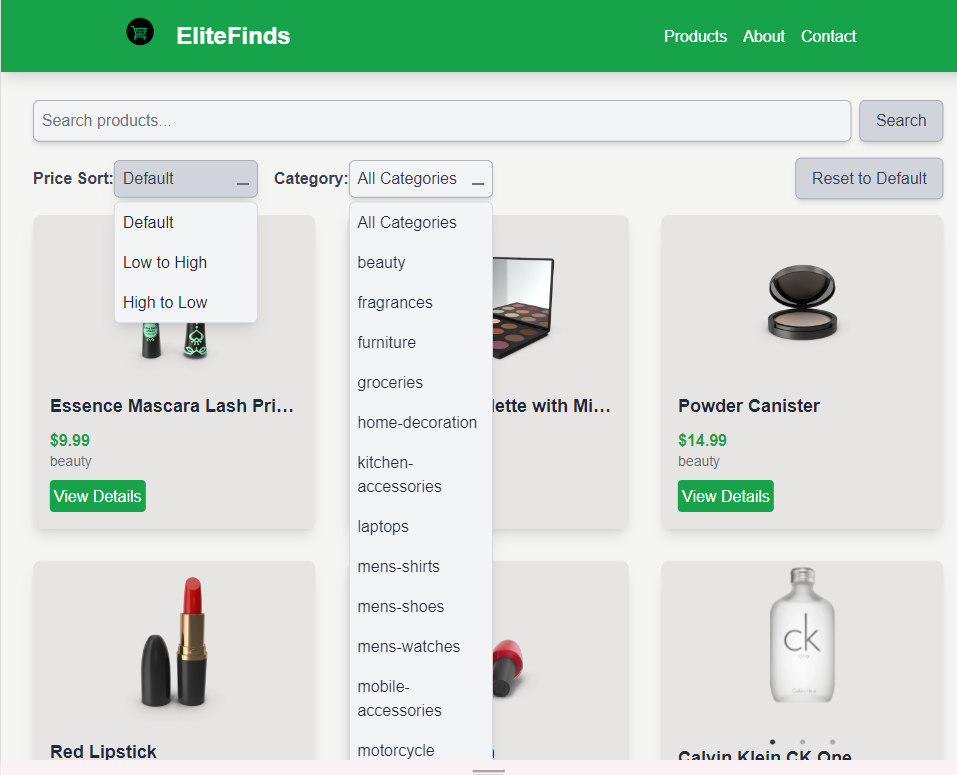 EliteFinds
Products About Contact
Search products...
Search
Price Sort: Default
Category: All Categories
Reset to Default
Default
Low to High
High to Low
All Categories
beauty
fragrances
furniture
groceries
home-decoration
kitchen-
accessories
laptops
mens-shirts
mens-shoes
mens-watches
mobile-
accessories
motorcycle
Essence Mascara Lash Pri...
$9.99
beauty
View Details
lette with Mi...
Powder Canister
$14.99
beauty
View Details
Red Lipstick
ck
one
Calvin Klein CK One